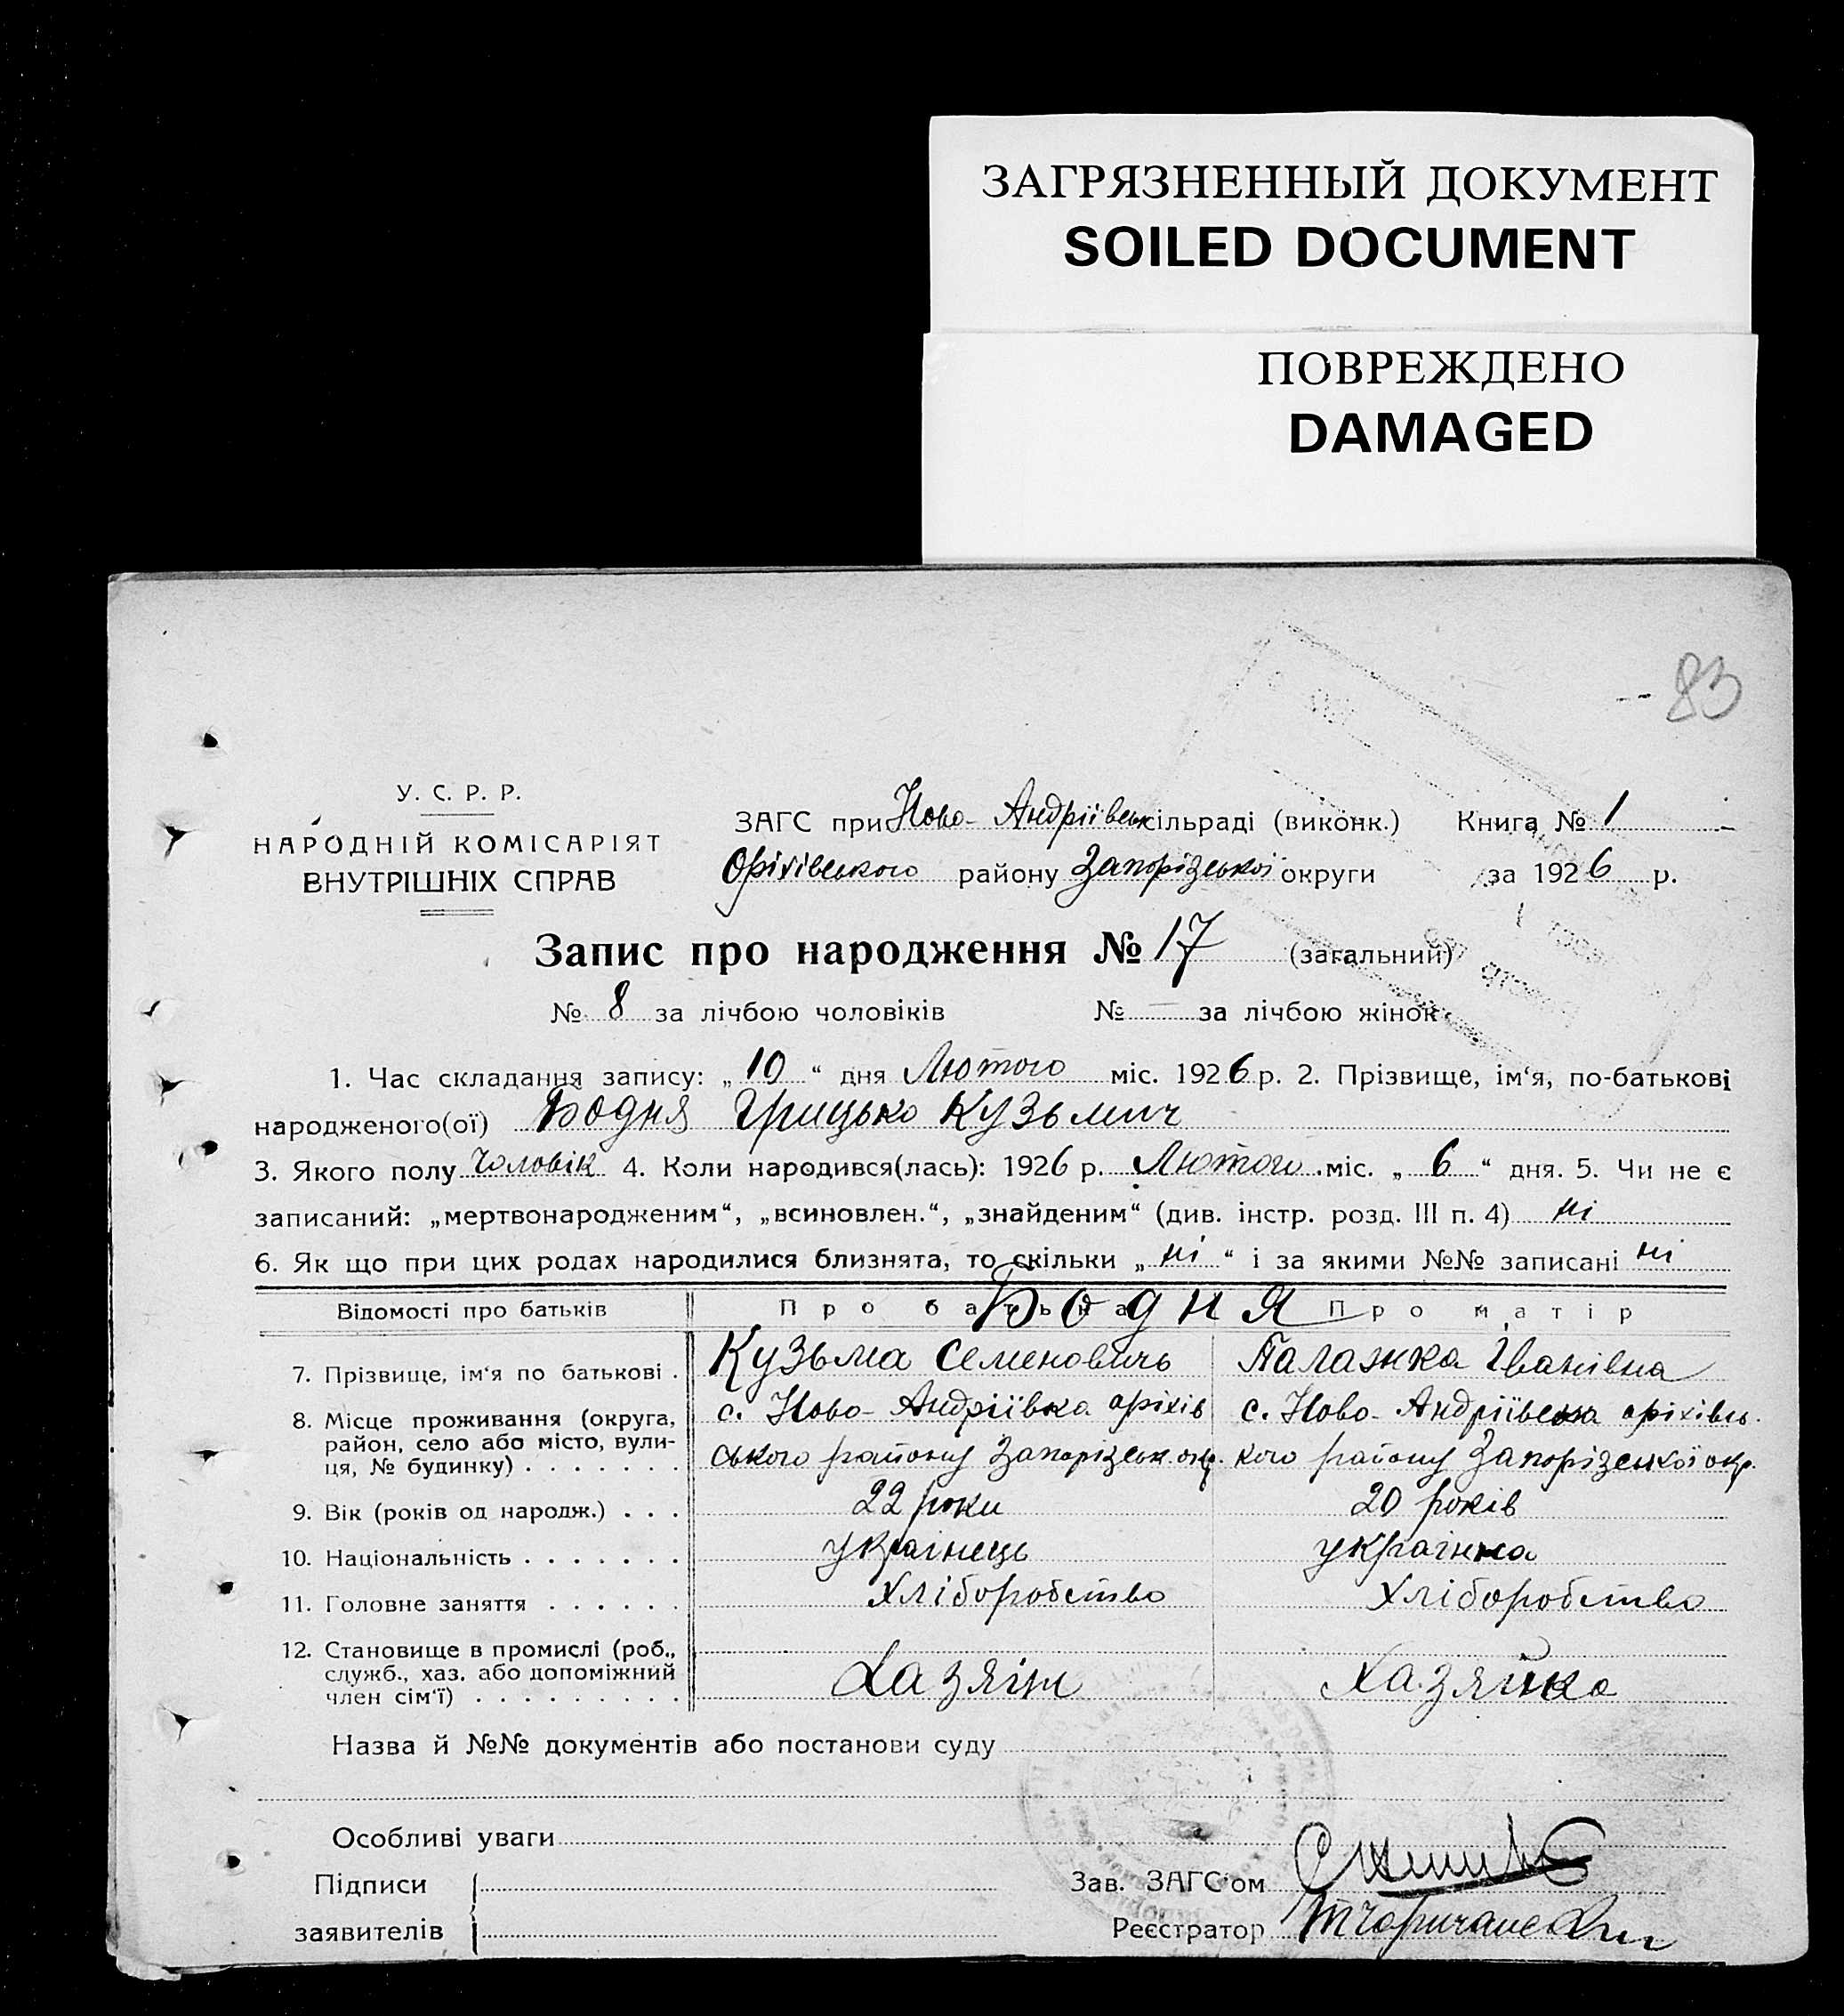 ЗАГРЯЗНЕННЫЙ ДОКУМЕНТ
SOILED DOCUMENT
ПОВРЕЖДЕНО
DAMAGED
83
У. С. Р. Р.
НАРОДНІЙ КОМІСАРІЯТ
ВНУТРІШНІХ СПРАВ
ЗАГС при Ново-Андріївськ сільраді (виконк.) Книга № 1
Оріхівського району Запорізької округи за 1926 р.
Запис про народження № 17 (загальний)
№ 8 за лічбою чоловіків № — за лічбою жінок.
1. Час складання запису: „10“ дня Лютого міс. 1926 р. 2. Прізвище, ім‘я, по-батькові
народженого(ої) Бодня Грицько Кузьмич
3. Якого полу Чоловік 4. Коли народився(лась): 1926 р. Лютого міс. „6“ дня. 5. Чи не є
записаний: „мертвонародженим“, „всиновлен.“, „знайденим“ (див. інстр. розд. III п. 4) ні
6. Як що при цих родах народилися близнята, то скільки „ні“ і за якими №№ записані ні
Відомості про батьків Про батька Бодня Про матір
7. Прізвище, ім‘я по батькові . Кузьма Семеновичь Палажка Іванівна
8. Місце проживання (округа, с. Ново-Андріївка оріхів с. Ново-Андріївка оріхівсь
район, село або місто, вули-
ця, № будинку) . . . . . . . ського району Запорізськ. окр. кого району Запорізської окр.
9. Вік (років од народж.) . . . 22 роки 20 років
10. Національність . . . . . . . українець українка
11. Головне заняття . . . . . . Хліборобство Хліборобство
12. Становище в промислі (роб.,
служб., хаз. або допоміжний Хазяїн Хазяйка
член сім‘ї) . . . . . . . . .
Назва й №№ документів або постанови суду
Особливі уваги
Підписи
заявителів
Зав. ЗАГС‘ом
Реєстратор